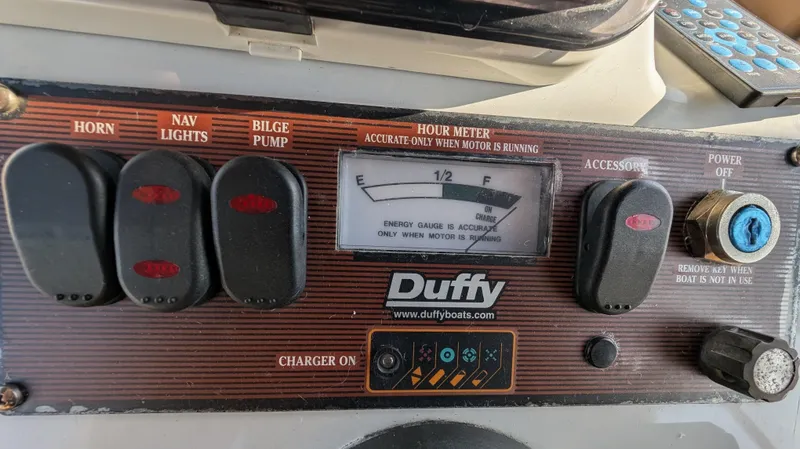 HORN
NAV
LIGHTS
BILGE
PUMP
HOUR METER
ACCURATE ONLY WHEN MOTOR IS RUNNING
E 1/2 F
ON
CHARGE
ENERGY GAUGE IS ACCURATE
ONLY WHEN MOTOR IS RUNNING
ACCESSORY
POWER
OFF
REMOVE KEY WHEN
BOAT IS NOT IN USE
Duffy
www.duffyboats.com
CHARGER ON